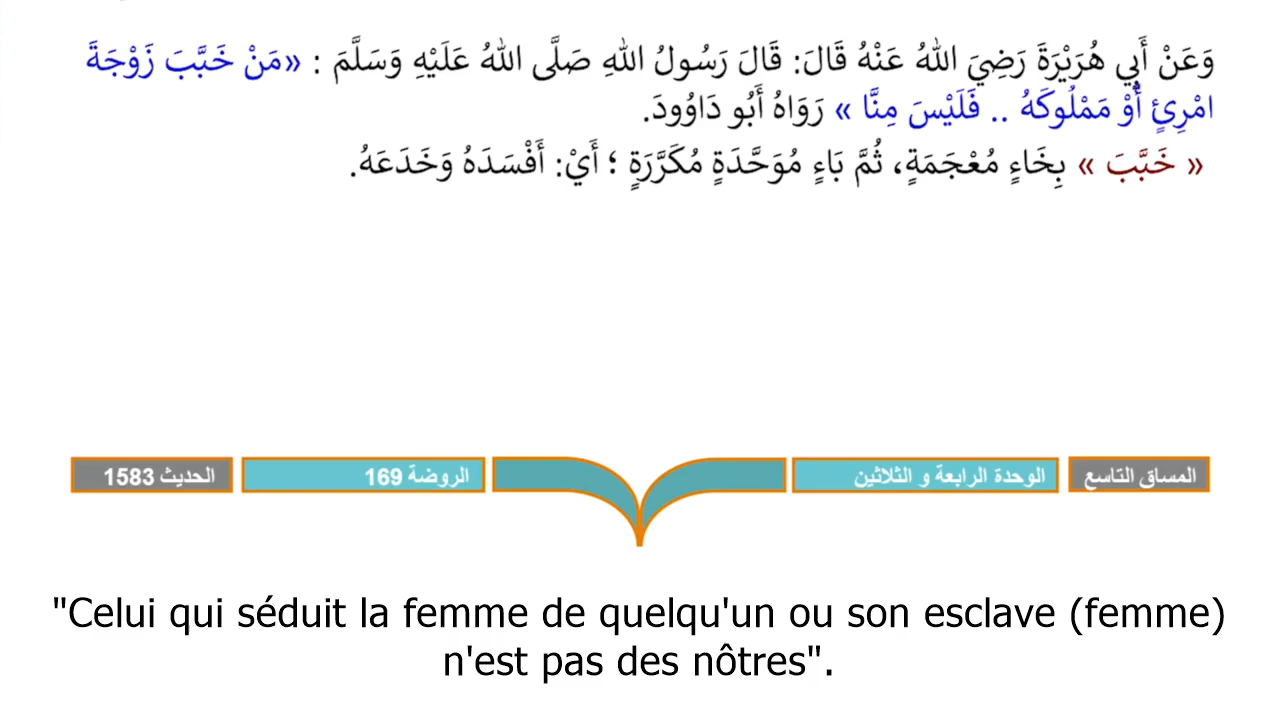 وَعَنْ أَبِي هُرَيْرَةَ رَضِيَ اللهُ عَنْهُ قَالَ: قَالَ رَسُولُ اللهِ صَلَّى اللهُ عَلَيْهِ وَسَلَّمَ : «مَنْ خَبَّبَ زَوْجَةَ
امْرِئٍ أَوْ مَمْلُوكَهُ .. فَلَيْسَ مِنَّا » رَوَاهُ أَبُو دَاوُودَ.
« خَبَّبَ » بِخَاءٍ مُعْجَمَةٍ، ثُمَّ بَاءٍ مُوَحَّدَةٍ مُكَرَّرَةٍ ؛ أَيْ: أَفْسَدَهُ وَخَدَعَهُ.
المساق التاسع الوحدة الرابعة و الثلاثين الروضة 169 الحديث 1583
"Celui qui séduit la femme de quelqu'un ou son esclave (femme)
n'est pas des nôtres".